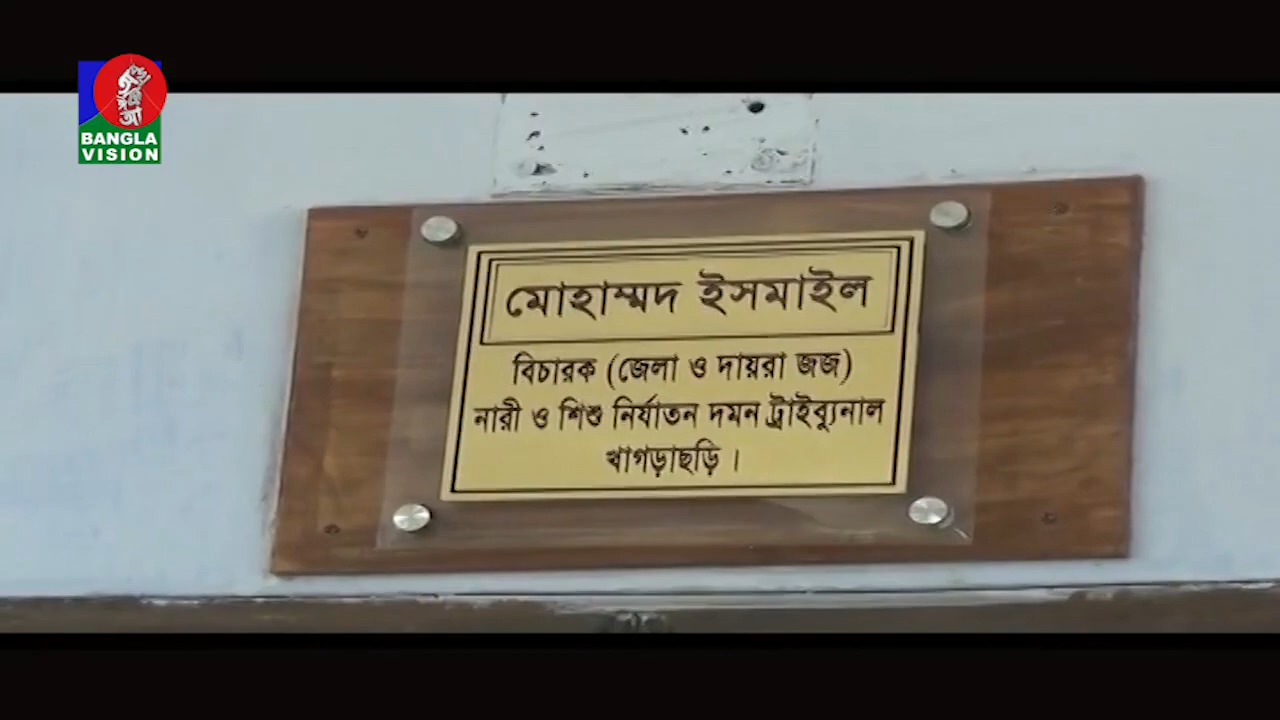 BANGLA
VISION
মোহাম্মদ ইসমাইল
বিচারক (জেলা ও দায়রা জজ)
নারী ও শিশু নির্যাতন দমন ট্রাইব্যুনাল
খাগড়াছড়ি।